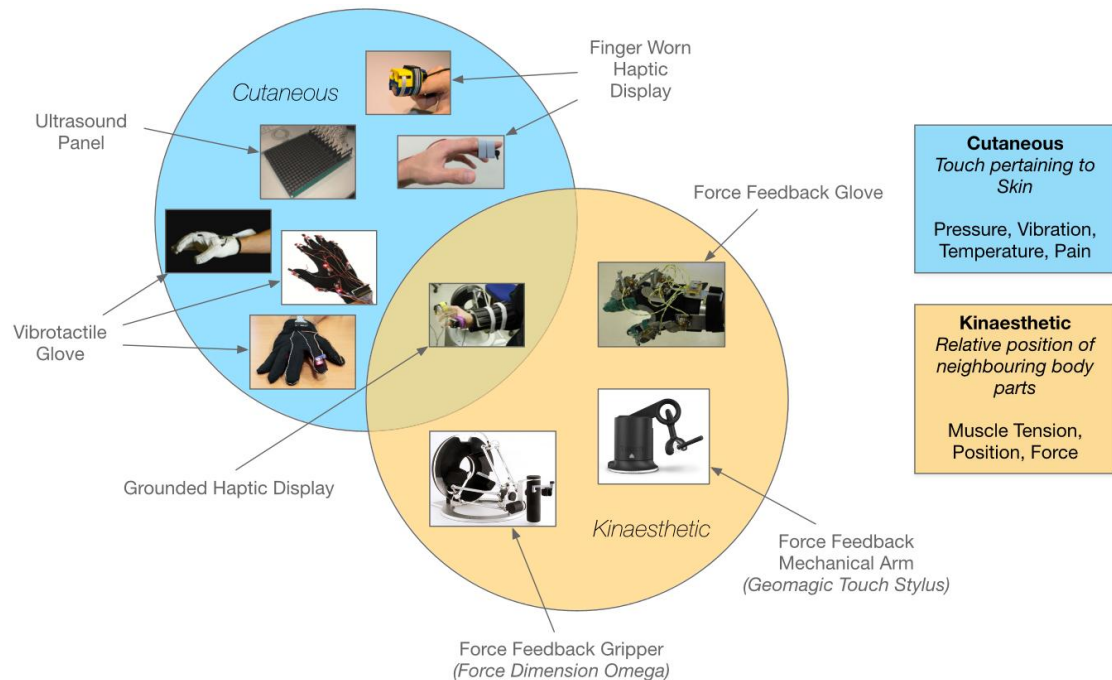 Finger Worn
Haptic
Display
Cutaneous
Ultrasound
Panel
Cutaneous
Touch pertaining to
Skin
Pressure, Vibration,
Temperature, Pain
Force Feedback Glove
Vibrotactile
Glove
Kinaesthetic
Relative position of
neighbouring body
parts
Muscle Tension,
Position, Force
Grounded Haptic Display
Kinaesthetic
Force Feedback
Mechanical Arm
(Geomagic Touch Stylus)
Force Feedback Gripper
(Force Dimension Omega)